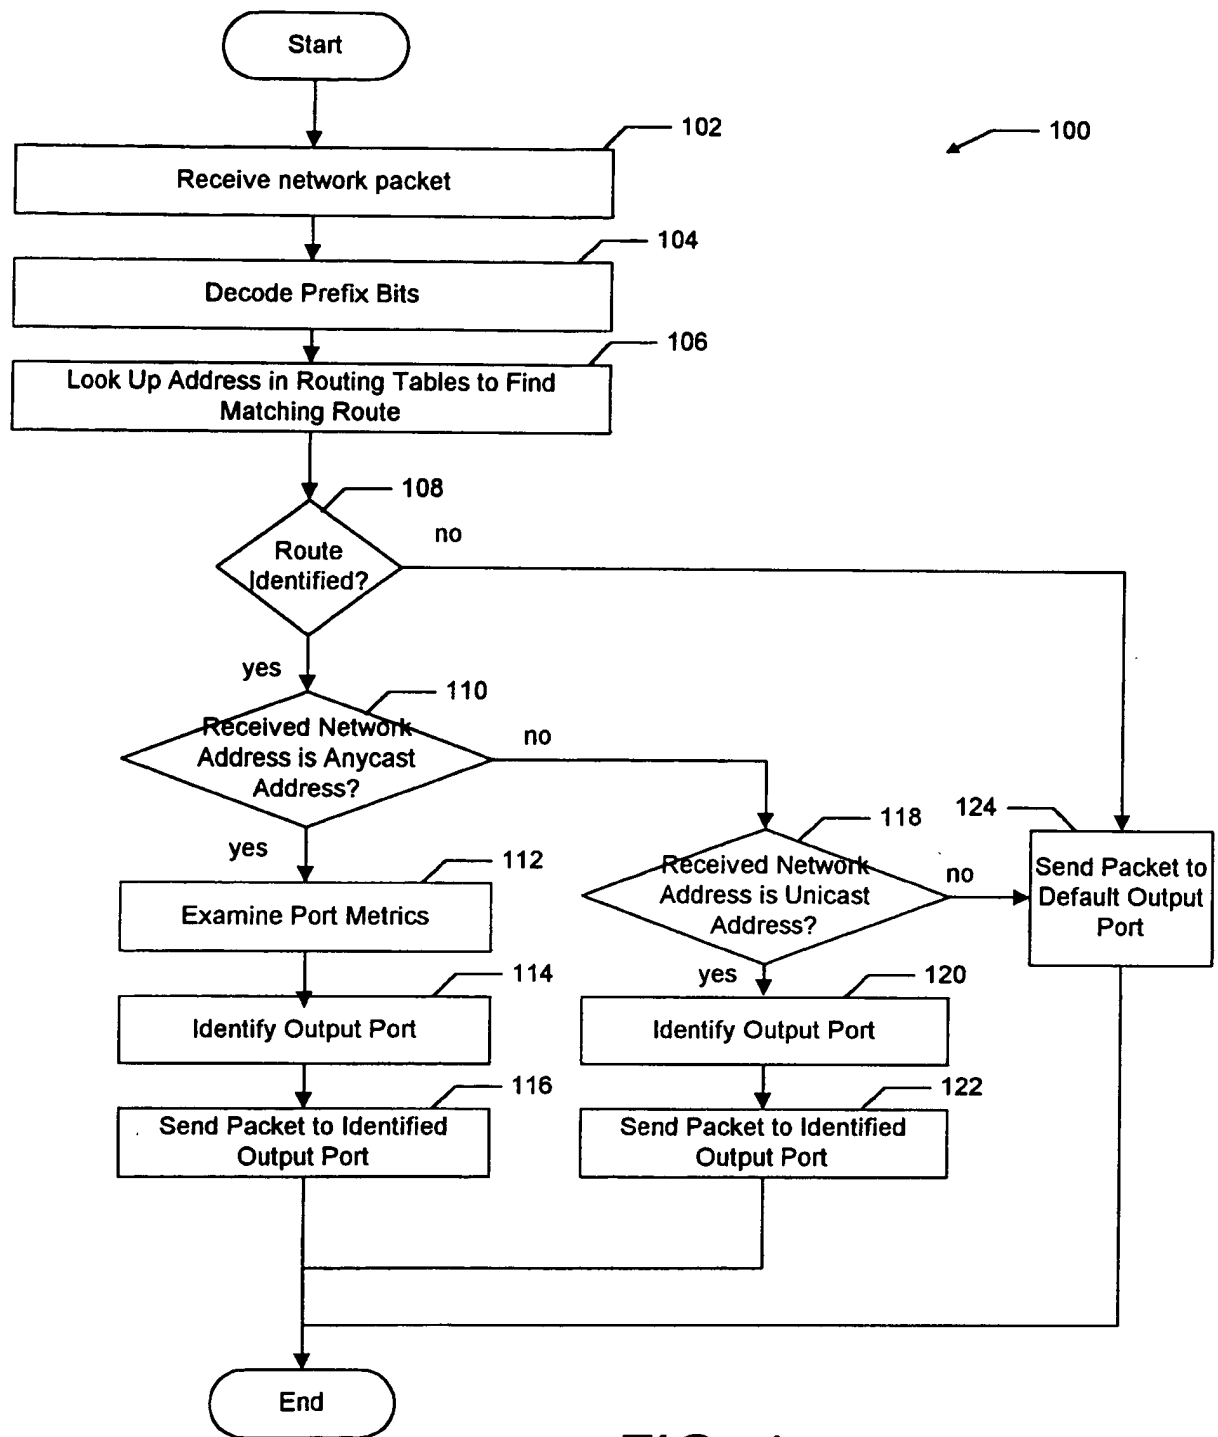 Start
102
100
Receive network packet
104
Decode Prefix Bits
106
Look Up Address in Routing Tables to Find
Matching Route
108
no
Route
Identified?
yes
110
Received Network
Address is Anycast
Address?
no
yes
118
124
Received Network
Address is Unicast
Address?
no
Send Packet to
Default Output
Port
112
Examine Port Metrics
yes
114
Identify Output Port
120
Identify Output Port
116
Send Packet to Identified
Output Port
122
Send Packet to Identified
Output Port
End